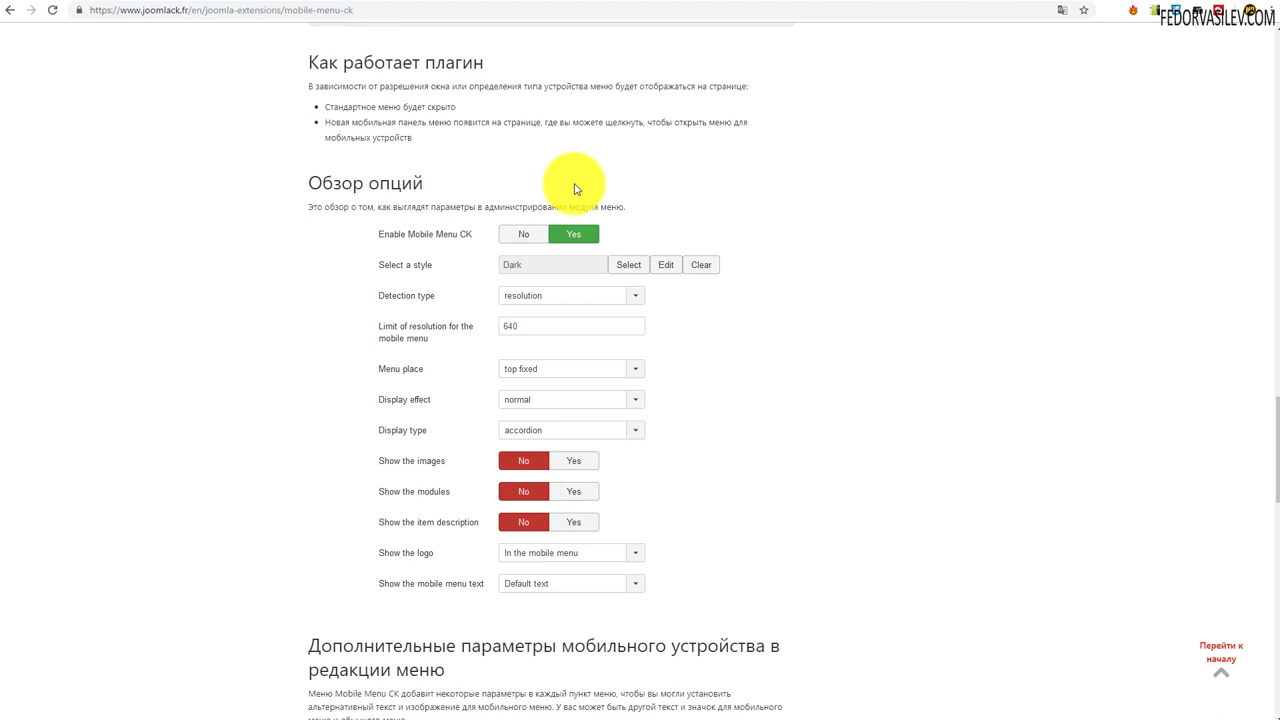 https://www.joomlack.fr/en/joomla-extensions/mobile-menu-ck
FEDORVASILEV.COM
Как работает плагин
В зависимости от разрешения окна или определения типа устройства меню будет отображаться на странице:
Стандартное меню будет скрыто
Новая мобильная панель меню появится на странице, где вы можете щелкнуть, чтобы открыть меню для
мобильных устройств
Обзор опций
Это обзор о том, как выглядят параметры в администрировании модуля меню.
Enable Mobile Menu CK No Yes
Select a style Dark Select Edit Clear
Detection type resolution
Limit of resolution for the
mobile menu
640
Menu place top fixed
Display effect normal
Display type accordion
Show the images No Yes
Show the modules No Yes
Show the item description No Yes
Show the logo In the mobile menu
Show the mobile menu text Default text
Дополнительные параметры мобильного устройства в
редакции меню
Перейти к
началу
Меню Mobile Menu CK добавит некоторые параметры в каждый пункт меню, чтобы вы могли установить
альтернативный текст и изображение для мобильного меню. У вас может быть другой текст и значок для мобильного
меню и обычного меню.